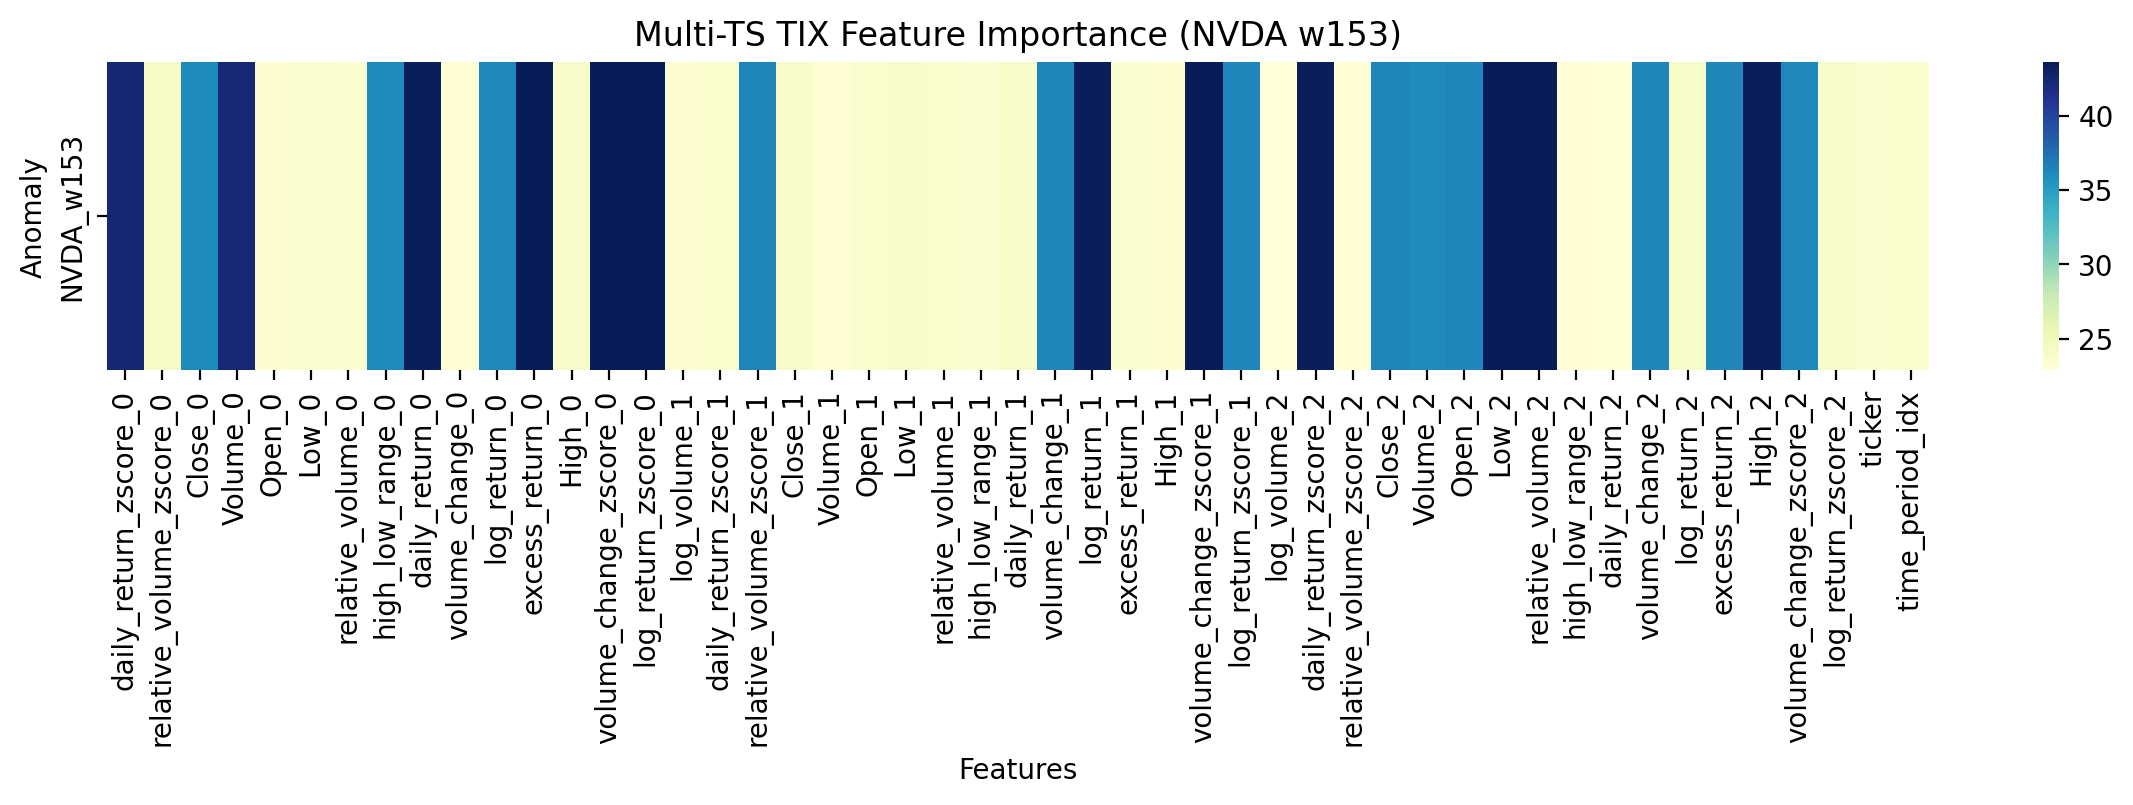 Multi-TS TIX Feature Importance (NVDA w153)
Anomaly
NVDA_w153
40
35
30
25
daily_return_zscore_0
relative_volume_zscore_0
Close_0
Volume_0
Open_0
Low_0
relative_volume_0
high_low_range_0
daily_return_0
volume_change_0
log_return_0
excess_return_0
High_0
volume_change_zscore_0
log_return_zscore_0
log_volume_1
daily_return_zscore_1
relative_volume_zscore_1
Close_1
Volume_1
Open_1
Low_1
relative_volume_1
high_low_range_1
daily_return_1
volume_change_1
log_return_1
excess_return_1
High_1
volume_change_zscore_1
log_return_zscore_1
log_volume_2
daily_return_zscore_2
relative_volume_zscore_2
Close_2
Volume_2
Open_2
Low_2
relative_volume_2
high_low_range_2
daily_return_2
volume_change_2
log_return_2
excess_return_2
High_2
volume_change_zscore_2
log_return_zscore_2
ticker
time_period_idx
Features